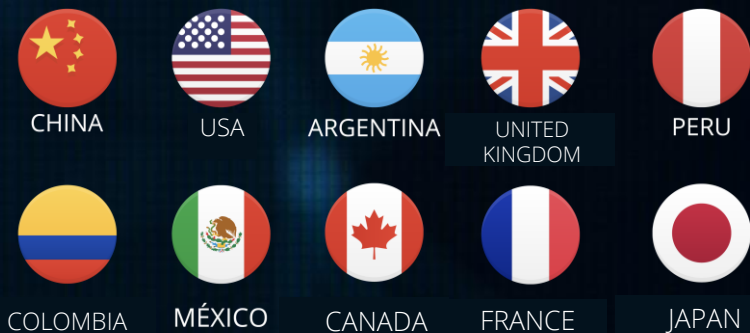 CHINA
USA
ARGENTINA
UNITED
KINGDOM
PERU
COLOMBIA
MÉXICO
CANADA
FRANCE
JAPAN